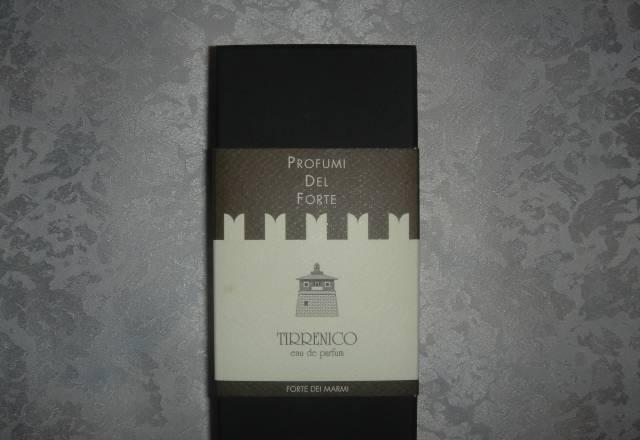 PROFUMI
DEL
FORTE
TIRRENICO
eau de parfum
FORTE DEI MARMI